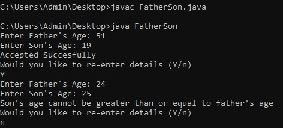 C:\Users\Admin\Desktop>javac FatherSon.java
C:\Users\Admin\Desktop>java FatherSon
Enter Father's Age: 51
Enter Son's Age: 19
Accepted Succesfully
Would you like to re-enter details (Y/n)
Y
Enter Father's Age: 24
Enter Son's Age: 25
Son's age cannot be greater than or equal to father's age
Would you like to re-enter details (Y/n)
n